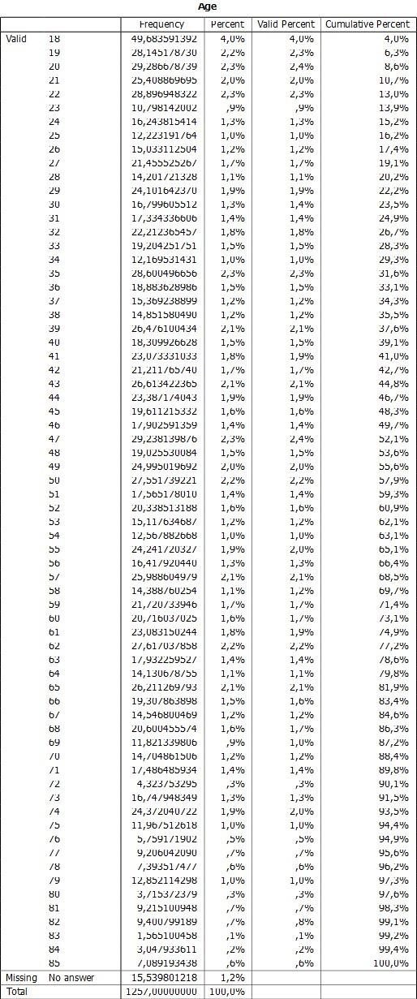 Age
Frequency Percent Valid Percent Cumulative Percent
Valid 18 49,683591392 4,0% 4,0% 4,0%
19 28,145178730 2,2% 2,3% 6,3%
20 29,286678739 2,3% 2,4% 8,6%
21 25,408869695 2,0% 2,0% 10,7%
22 28,896948322 2,3% 2,3% 13,0%
23 10,798142002 ,9% ,9% 13,9%
24 16,243815414 1,3% 1,3% 15,2%
25 12,223191764 1,0% 1,0% 16,2%
26 15,033112504 1,2% 1,2% 17,4%
27 21,455525267 1,7% 1,7% 19,1%
28 14,201721328 1,1% 1,1% 20,2%
29 24,101642370 1,9% 1,9% 22,2%
30 16,799605512 1,3% 1,4% 23,5%
31 17,334336606 1,4% 1,4% 24,9%
32 22,212365457 1,8% 1,8% 26,7%
33 19,204251751 1,5% 1,5% 28,3%
34 12,169531431 1,0% 1,0% 29,3%
35 28,600496656 2,3% 2,3% 31,6%
36 18,883628986 1,5% 1,5% 33,1%
37 15,369238899 1,2% 1,2% 34,3%
38 14,851580490 1,2% 1,2% 35,5%
39 26,476100434 2,1% 2,1% 37,6%
40 18,309926628 1,5% 1,5% 39,1%
41 23,073331033 1,8% 1,9% 41,0%
42 21,211765740 1,7% 1,7% 42,7%
43 26,613422365 2,1% 2,1% 44,8%
44 23,387174043 1,9% 1,9% 46,7%
45 19,611215332 1,6% 1,6% 48,3%
46 17,902591359 1,4% 1,4% 49,7%
47 29,238139876 2,3% 2,4% 52,1%
48 19,025530084 1,5% 1,5% 53,6%
49 24,995019692 2,0% 2,0% 55,6%
50 27,551739221 2,2% 2,2% 57,9%
51 17,565178010 1,4% 1,4% 59,3%
52 20,338513188 1,6% 1,6% 60,9%
53 15,117634687 1,2% 1,2% 62,1%
54 12,567882668 1,0% 1,0% 63,1%
55 24,241720327 1,9% 2,0% 65,1%
56 16,417920440 1,3% 1,3% 66,4%
57 25,988604979 2,1% 2,1% 68,5%
58 14,388760254 1,1% 1,2% 69,7%
59 21,720733946 1,7% 1,7% 71,4%
60 20,716037025 1,6% 1,7% 73,1%
61 23,083150244 1,8% 1,9% 74,9%
62 27,617037858 2,2% 2,2% 77,2%
63 17,932259527 1,4% 1,4% 78,6%
64 14,130678755 1,1% 1,1% 79,8%
65 26,211269793 2,1% 2,1% 81,9%
66 19,307863898 1,5% 1,6% 83,4%
67 14,546800469 1,2% 1,2% 84,6%
68 20,600455574 1,6% 1,7% 86,3%
69 11,821339806 ,9% 1,0% 87,2%
70 14,704861506 1,2% 1,2% 88,4%
71 17,486485934 1,4% 1,4% 89,8%
72 4,323753295 ,3% ,3% 90,1%
73 16,747948349 1,3% 1,3% 91,5%
74 24,372040722 1,9% 2,0% 93,5%
75 11,967512618 1,0% 1,0% 94,4%
76 5,759171902 ,5% ,5% 94,9%
77 9,206042090 ,7% ,7% 95,6%
78 7,393517477 ,6% ,6% 96,2%
79 12,852114298 1,0% 1,0% 97,3%
80 3,715372379 ,3% ,3% 97,6%
81 9,215100948 ,7% ,7% 98,3%
82 9,400799189 ,7% ,8% 99,1%
83 1,565100458 ,1% ,1% 99,2%
84 3,047933611 ,2% ,2% 99,4%
85 7,089193438 ,6% ,6% 100,0%
Missing No answer 15,539801218 1,2%
Total 1257,00000000 100,0%